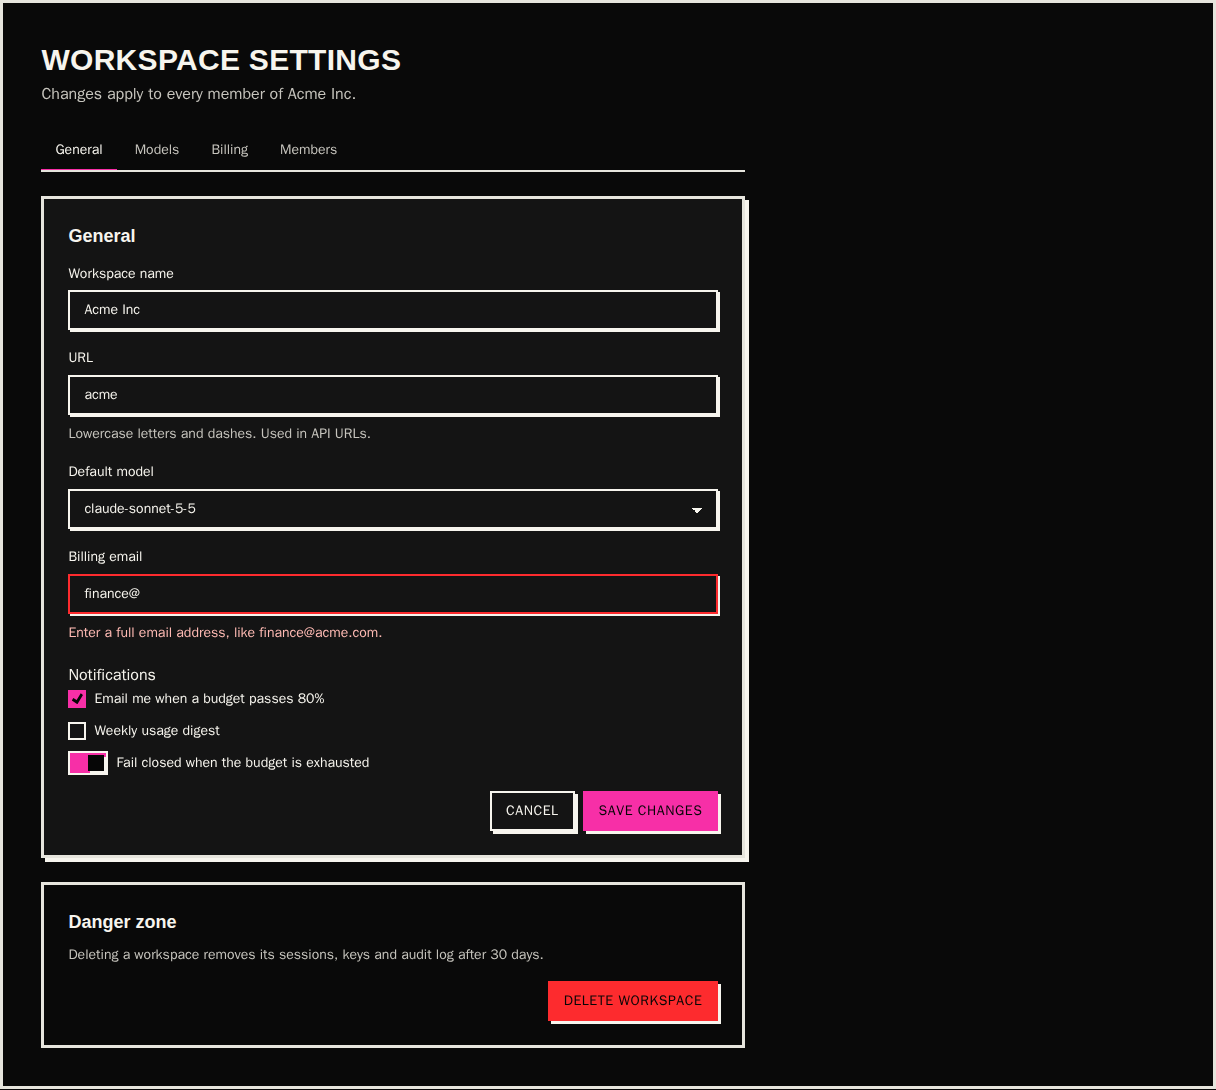 WORKSPACE SETTINGS
Changes apply to every member of Acme Inc.
General Models Billing Members
General
Workspace name
Acme Inc
URL
acme
Lowercase letters and dashes. Used in API URLs.
Default model
claude-sonnet-5-5
Billing email
finance@
Enter a full email address, like finance@acme.com.
Notifications
Email me when a budget passes 80%
Weekly usage digest
Fail closed when the budget is exhausted
CANCEL SAVE CHANGES
Danger zone
Deleting a workspace removes its sessions, keys and audit log after 30 days.
DELETE WORKSPACE